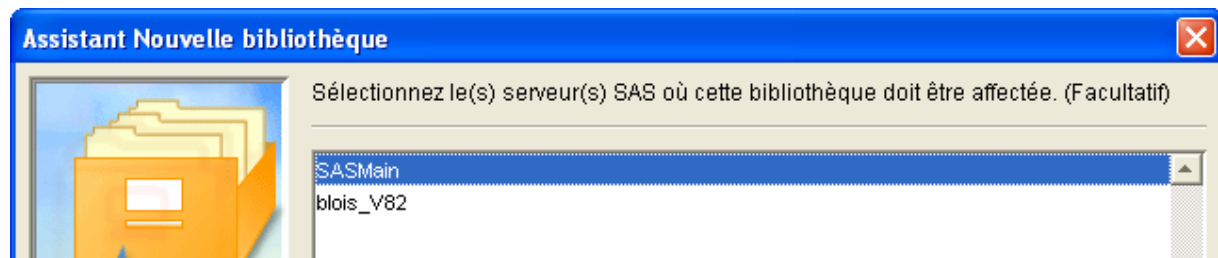 Assistant Nouvelle bibliothèque
Sélectionnez le(s) serveur(s) SAS où cette bibliothèque doit être affectée. (Facultatif)
SASMain
blois_V82